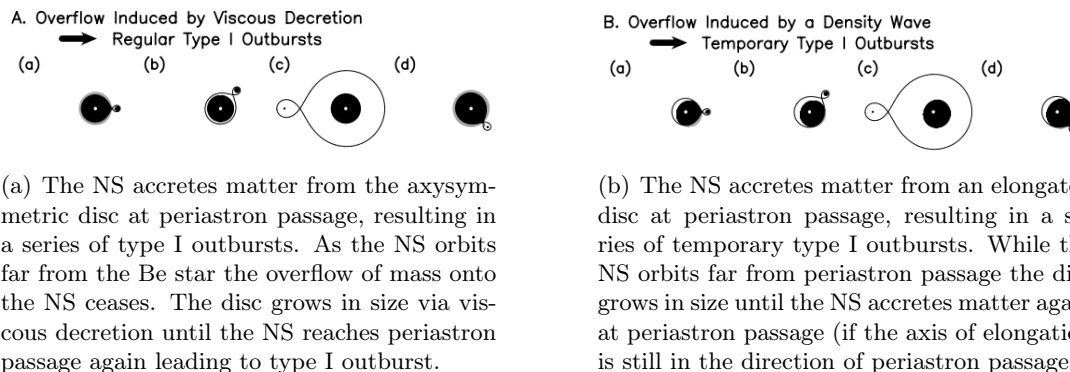 A. Overflow Induced by Viscous Decretion
Regular Type I Outbursts
(a) (b) (c) (d)
(a) The NS accretes matter from the axysym-
metric disc at periastron passage, resulting in
a series of type I outbursts. As the NS orbits
far from the Be star the overflow of mass onto
the NS ceases. The disc grows in size via vis-
cous decretion until the NS reaches periastron
passage again leading to type I outburst.
B. Overflow Induced by a Density Wave
Temporary Type I Outbursts
(a) (b) (c) (d)
(b) The NS accretes matter from an elongate
disc at periastron passage, resulting in a s
ries of temporary type I outbursts. While th
NS orbits far from periastron passage the di
grows in size until the NS accretes matter aga
at periastron passage (if the axis of elongatio
is still in the direction of periastron passage